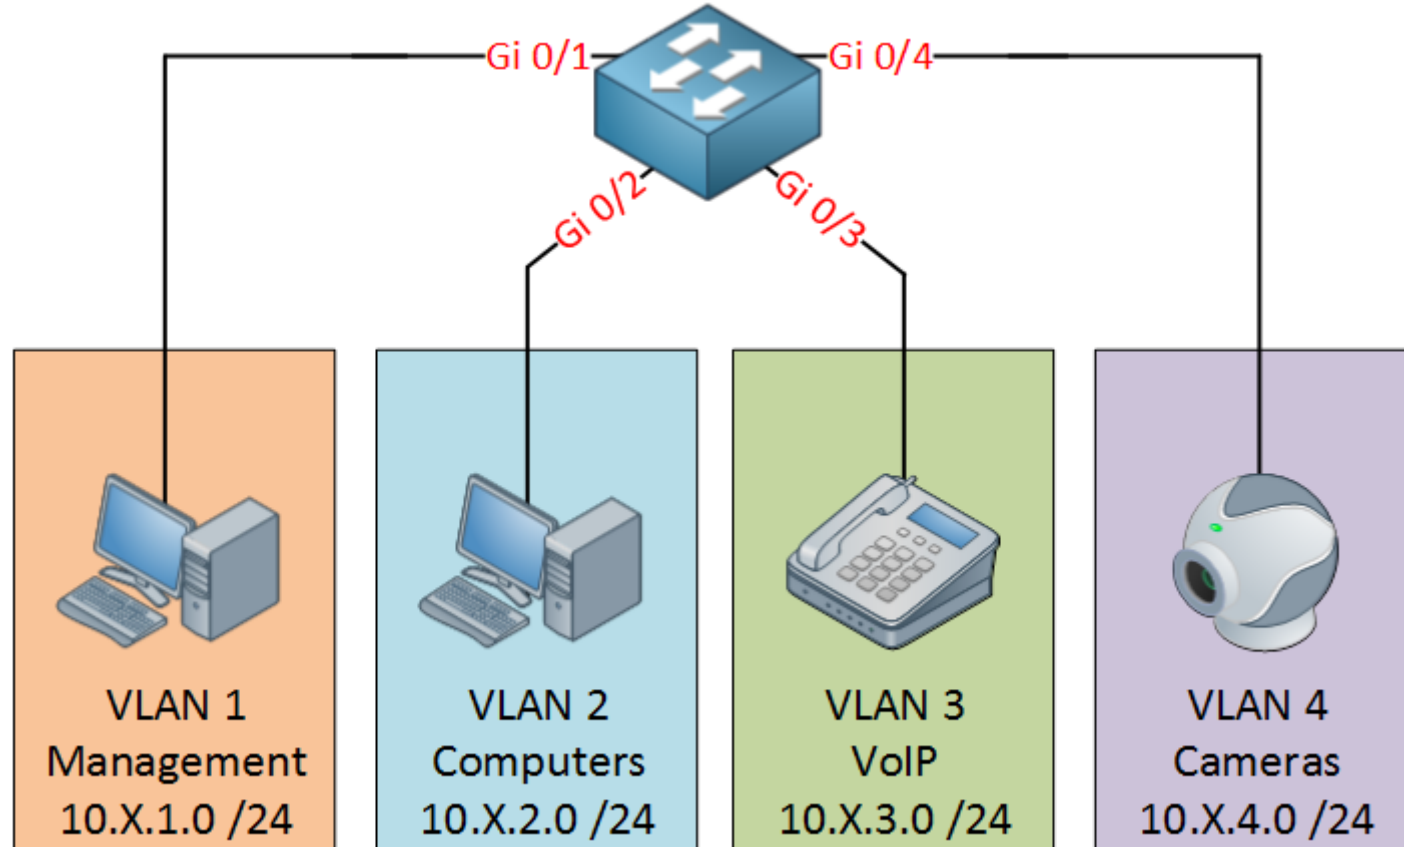 Gi 0/1
Gi 0/4
Gi 0/2
Gi 0/3
VLAN 1
Management
10.X.1.0 /24
VLAN 2
Computers
10.X.2.0 /24
VLAN 3
VoIP
10.X.3.0 /24
VLAN 4
Cameras
10.X.4.0 /24